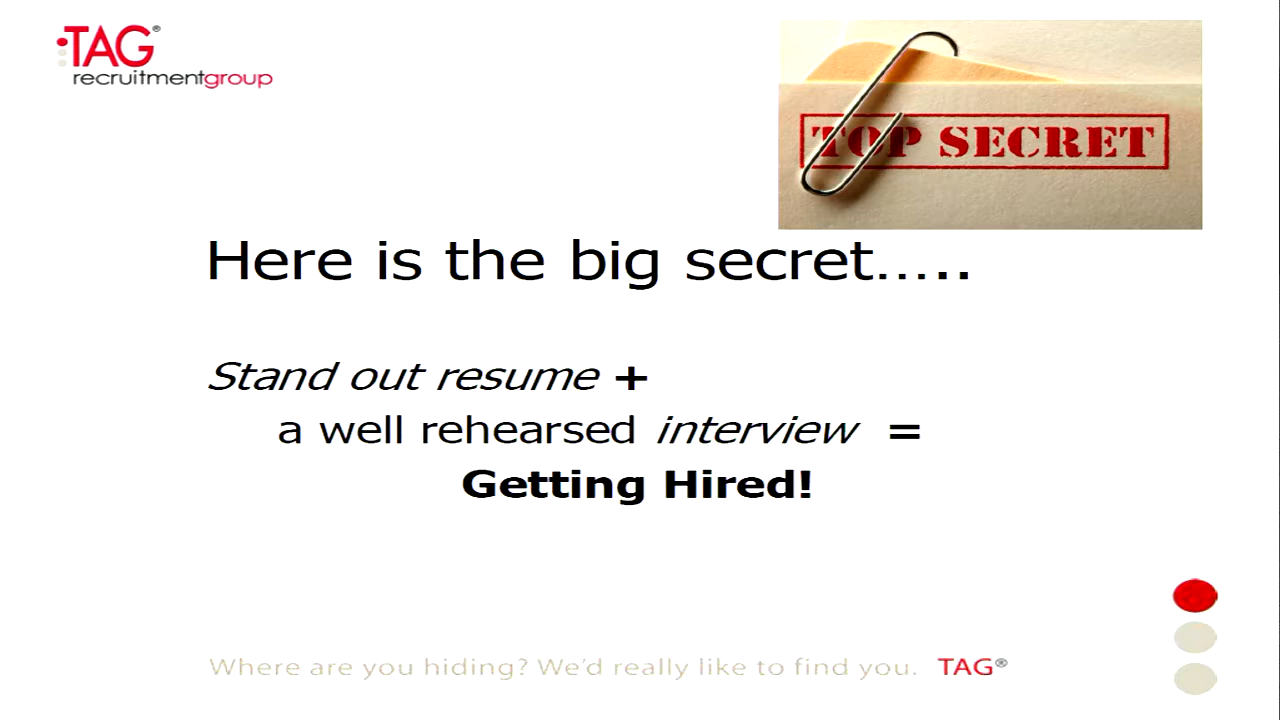 TAG®
recruitmentgroup
TOP SECRET
Here is the big secret.....
Stand out resume +
a well rehearsed interview =
Getting Hired!
Where are you hiding? We'd really like to find you. TAG®